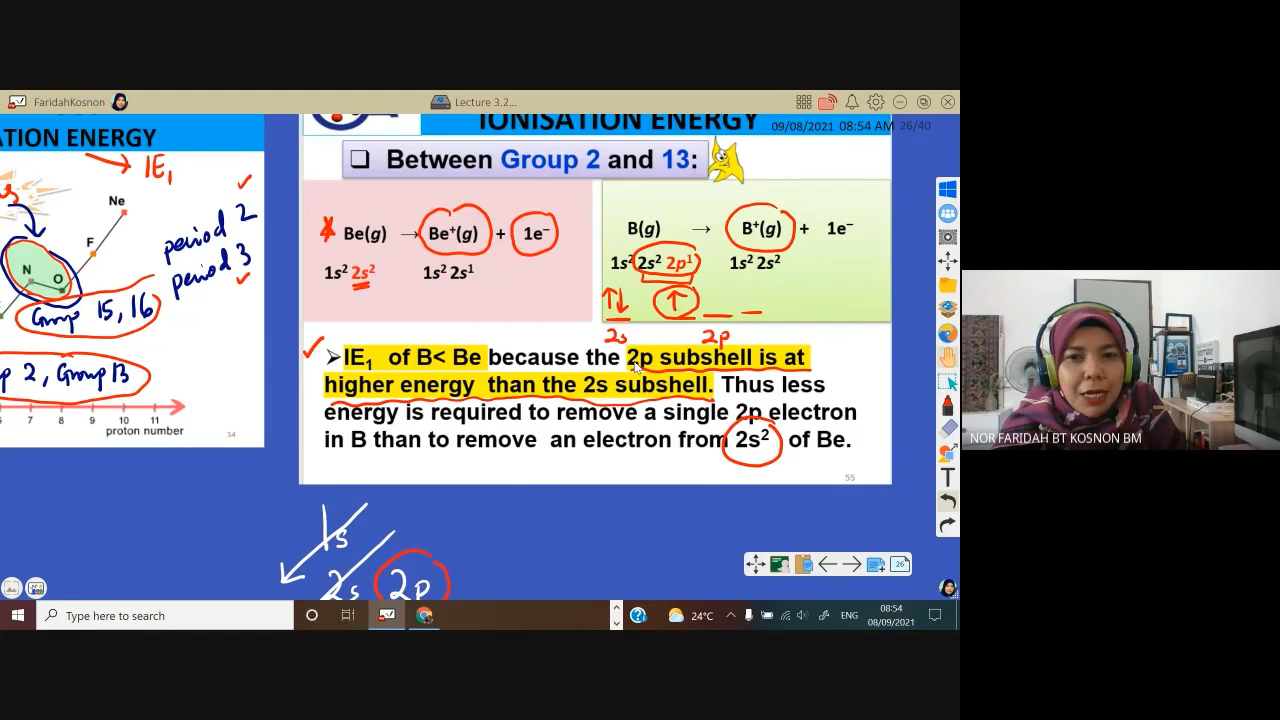 FaridahKosnon
Lecture 3.2...
IONISATION ENERGY
09/08/2021 08:54 AM 26/40
TION ENERGY
IE1
Ne
F
N
O
period 2
period 3
Group 15, 16
p 2, Group 13
7 8 9 10 11
proton number
54
❑ Between Group 2 and 13:
Be(g) → Be⁺(g) + 1e⁻
1s² 2s² 1s² 2s¹
B(g) → B⁺(g) + 1e⁻
1s² 2s² 2p¹ 1s² 2s²
2s 2p
➢IE₁ of B< Be because the 2p subshell is at
higher energy than the 2s subshell. Thus less
energy is required to remove a single 2p electron
in B than to remove an electron from 2s² of Be.
55
1s
2s 2p
NOR FARIDAH BT KOSNON BM
T
26
Type here to search
24°C
ENG
08:54
08/09/2021